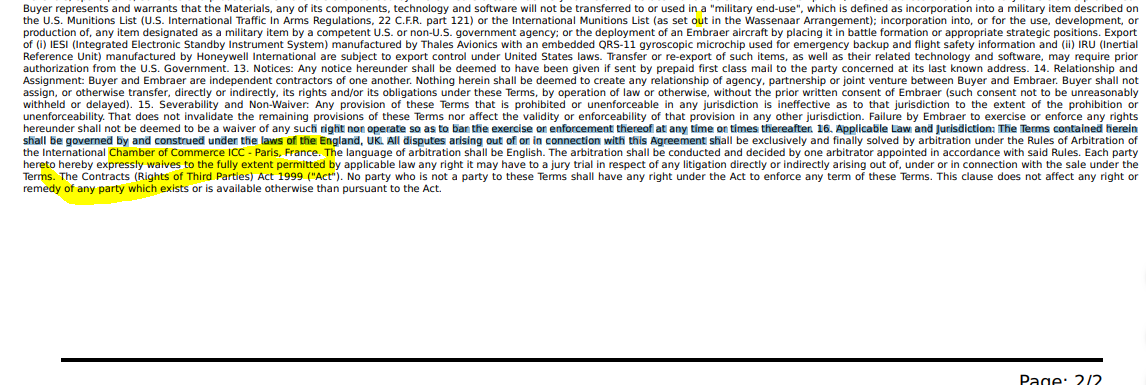 Buyer represents and warrants that the Materials, any of its components, technology and software will not be transferred to or used in a "military end-use", which is defined as incorporation into a military item described on
the U.S. Munitions List (U.S. International Traffic In Arms Regulations, 22 C.F.R. part 121) or the International Munitions List (as set out in the Wassenaar Arrangement); incorporation into, or for the use, development, or
production of, any item designated as a military item by a competent U.S. or non-U.S. government agency; or the deployment of an Embraer aircraft by placing it in battle formation or appropriate strategic positions. Export
of (i) IESI (Integrated Electronic Standby Instrument System) manufactured by Thales Avionics with an embedded QRS-11 gyroscopic microchip used for emergency backup and flight safety information and (ii) IRU (Inertial
Reference Unit) manufactured by Honeywell International are subject to export control under United States laws. Transfer or re-export of such items, as well as their related technology and software, may require prior
authorization from the U.S. Government. 13. Notices: Any notice hereunder shall be deemed to have been given if sent by prepaid first class mail to the party concerned at its last known address. 14. Relationship and
Assignment: Buyer and Embraer are independent contractors of one another. Nothing herein shall be deemed to create any relationship of agency, partnership or joint venture between Buyer and Embraer. Buyer shall not
assign, or otherwise transfer, directly or indirectly, its rights and/or its obligations under these Terms, by operation of law or otherwise, without the prior written consent of Embraer (such consent not to be unreasonably
withheld or delayed). 15. Severability and Non-Waiver: Any provision of these Terms that is prohibited or unenforceable in any jurisdiction is ineffective as to that jurisdiction to the extent of the prohibition or
unenforceability. That does not invalidate the remaining provisions of these Terms nor affect the validity or enforceability of that provision in any other jurisdiction. Failure by Embraer to exercise or enforce any rights
hereunder shall not be deemed to be a waiver of any such right nor operate so as to bar the exercise or enforcement thereof at any time or times thereafter. 16. Applicable Law and Jurisdiction: The Terms contained herein
shall be governed by and construed under the laws of the England, UK. All disputes arising out of or in connection with this Agreement shall be exclusively and finally solved by arbitration under the Rules of Arbitration of
the International Chamber of Commerce ICC - Paris, France. The language of arbitration shall be English. The arbitration shall be conducted and decided by one arbitrator appointed in accordance with said Rules. Each party
hereto hereby expressly waives to the fully extent permitted by applicable law any right it may have to a jury trial in respect of any litigation directly or indirectly arising out of, under or in connection with the sale under the
Terms. The Contracts (Rights of Third Parties) Act 1999 ("Act"). No party who is not a party to these Terms shall have any right under the Act to enforce any term of these Terms. This clause does not affect any right or
remedy of any party which exists or is available otherwise than pursuant to the Act.
Page: 2/2